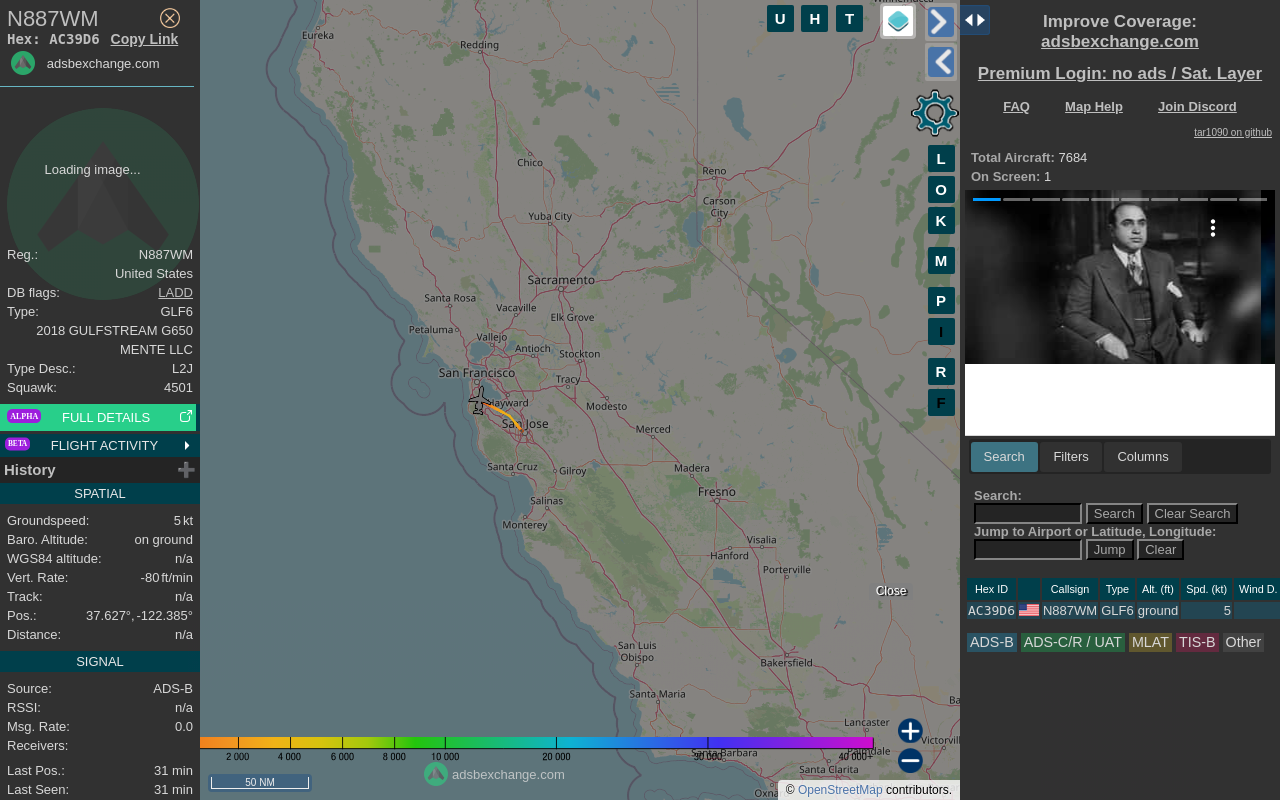 N887WM
Hex: AC39D6 Copy Link
adsbexchange.com
Loading image...
Reg.: N887WM
United States
DB flags: LADD
Type: GLF6
2018 GULFSTREAM G650
MENTE LLC
Type Desc.: L2J
Squawk: 4501
ALPHA FULL DETAILS
BETA FLIGHT ACTIVITY
History
SPATIAL
Groundspeed: 5 kt
Baro. Altitude: on ground
WGS84 altitude: n/a
Vert. Rate: -80 ft/min
Track: n/a
Pos.: 37.627°, -122.385°
Distance: n/a
SIGNAL
Source: ADS-B
RSSI: n/a
Msg. Rate: 0.0
Receivers:
Last Pos.: 31 min
Last Seen: 31 min
U H T
L
O
K
M
P
I
R
F
Eureka
Redding
Chico
Reno
Carson
City
Yuba City
Sacramento
Santa Rosa
Vacaville
Elk Grove
Petaluma
Vallejo
Antioch
Stockton
San Francisco
Tracy
Hayward
Modesto
San Jose
Merced
Santa Cruz
Gilroy
Madera
Fresno
Salinas
Monterey
Visalia
Hanford
Porterville
Close
San Luis
Obispo
Bakersfield
Santa Maria
Lancaster
Victorvil
Santa Barbara
Palmdale
Santa Clarita
Oxna
2 000 4 000 6 000 8 000 10 000 20 000 30 000 40 000+
50 NM
adsbexchange.com
© OpenStreetMap contributors.
Improve Coverage:
adsbexchange.com
Premium Login: no ads / Sat. Layer
FAQ Map Help Join Discord
tar1090 on github
Total Aircraft: 7684
On Screen: 1
Search Filters Columns
Search:
Search Clear Search
Jump to Airport or Latitude, Longitude:
Jump Clear
Hex ID Callsign Type Alt. (ft) Spd. (kt) Wind D.
AC39D6 N887WM GLF6 ground 5
ADS-B ADS-C/R / UAT MLAT TIS-B Other